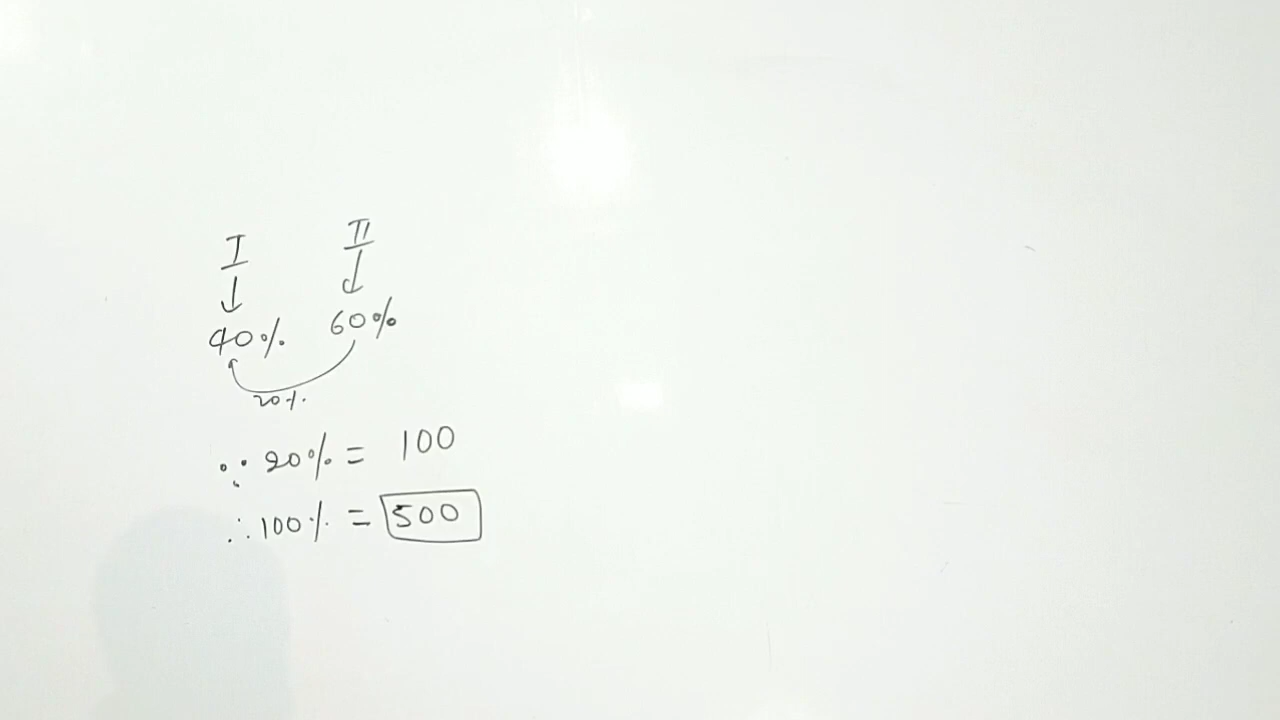 I II
↓ ↓
40% 60%
20%
∵ 20% = 100
∴ 100% = 500